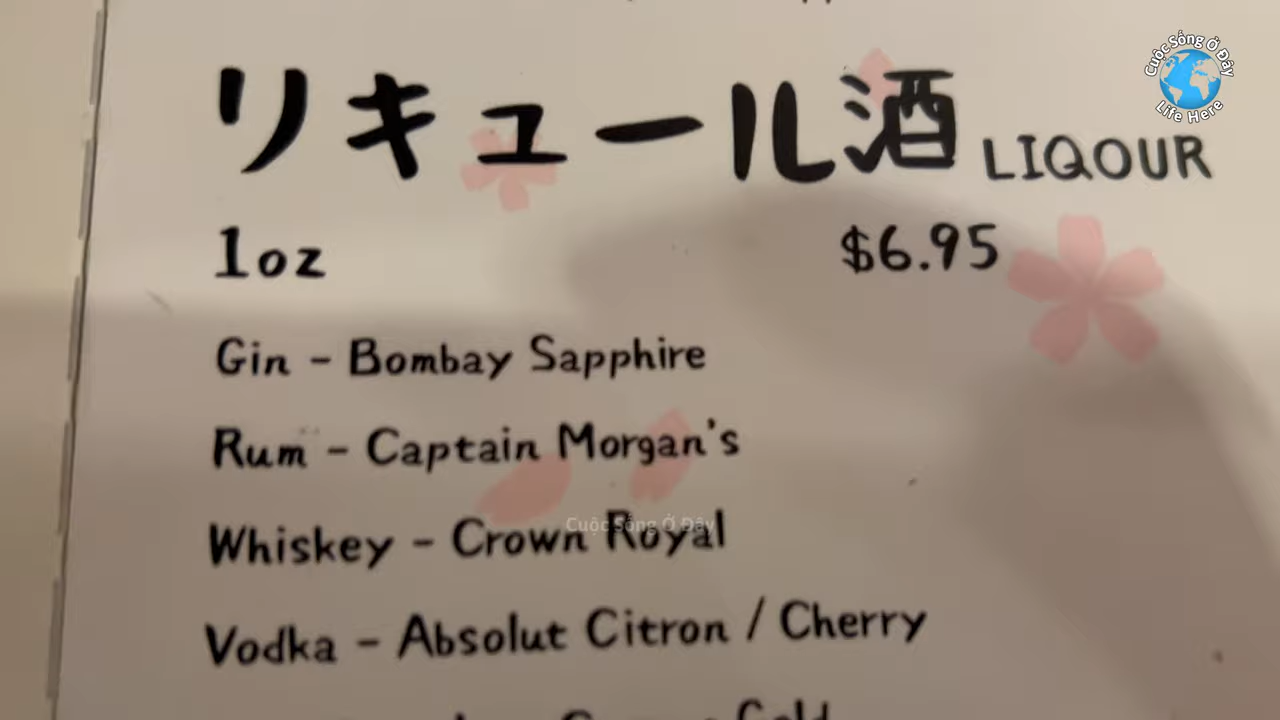 Cuộc Sống Ở Đây
Life Here
リキュール酒 LIQOUR
1oz $6.95
Gin - Bombay Sapphire
Rum - Captain Morgan's
Whiskey - Crown Royal
Cuộc Sống Ở Đây
Vodka - Absolut Citron / Cherry